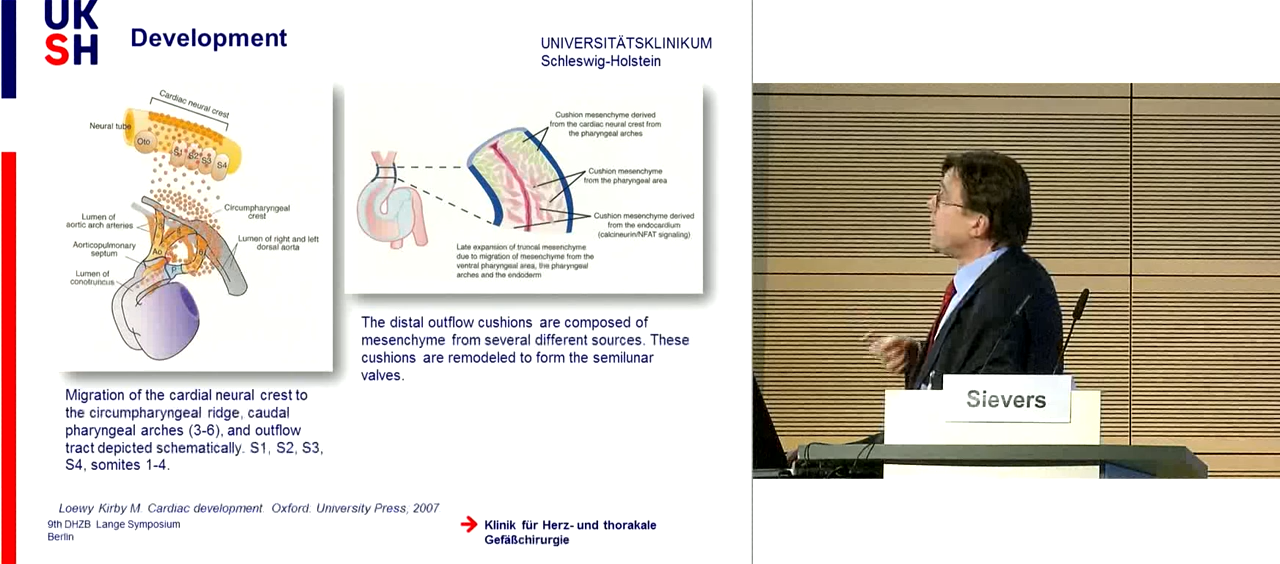 UK
SH
Development
UNIVERSITÄTSKLINIKUM
Schleswig-Holstein
Cardiac neural crest
Neural tube
Oto
S1
S2
S3
S4
Circumpharyngeal
crest
Lumen of
aortic arch arteries
Lumen of right and left
dorsal aorta
Aorticopulmonary
septum
Ao
P
Lumen of
conotruncus
Cushion mesenchyme derived
from the cardiac neural crest from
the pharyngeal arches
Cushion mesenchyme
from the pharyngeal area
Cushion mesenchyme derived
from the endocardium
(calcineurin/NFAT signaling)
Late expansion of truncal mesenchyme
due to migration of mesenchyme from the
ventral pharyngeal area, the pharyngeal
arches and the endoderm
The distal outflow cushions are composed of
mesenchyme from several different sources. These
cushions are remodeled to form the semilunar
valves.
Migration of the cardial neural crest to
the circumpharyngeal ridge, caudal
pharyngeal arches (3-6), and outflow
tract depicted schematically. S1, S2, S3,
S4, somites 1-4.
Loewy Kirby M. Cardiac development. Oxford. University Press, 2007
9th DHZB Lange Symposium
Berlin
Klinik für Herz- und thorakale
Gefäßchirurgie
Sievers